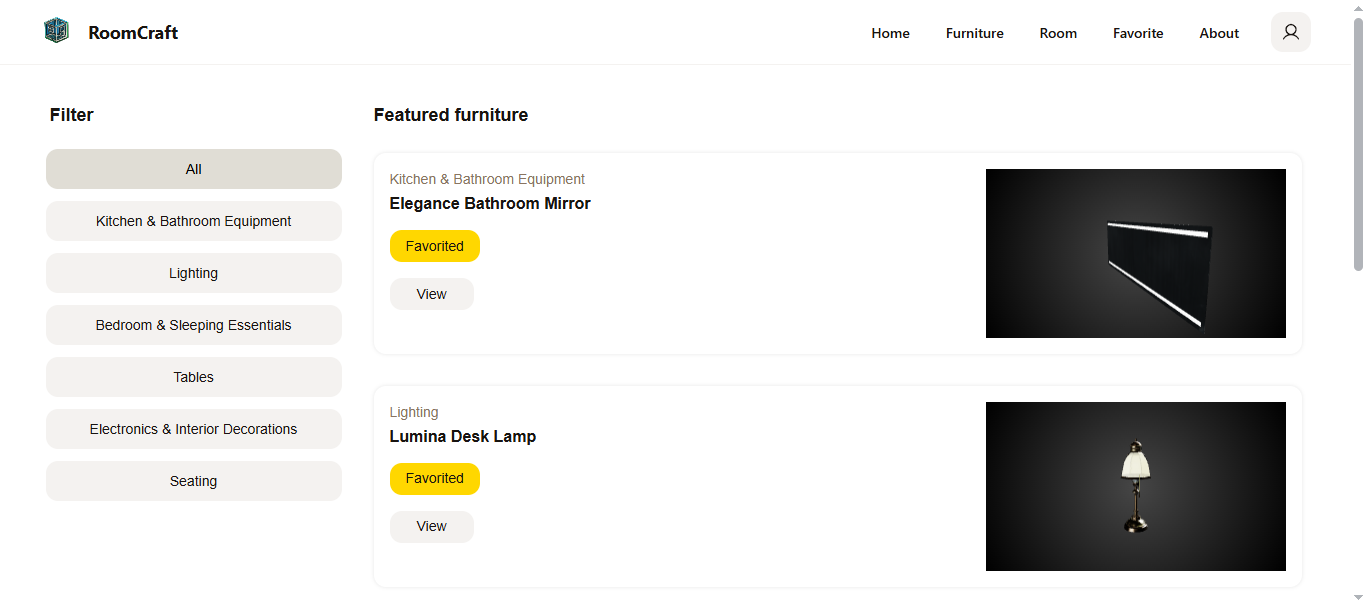 RoomCraft
Home
Furniture
Room
Favorite
About
Filter
All
Kitchen & Bathroom Equipment
Lighting
Bedroom & Sleeping Essentials
Tables
Electronics & Interior Decorations
Seating
Featured furniture
Kitchen & Bathroom Equipment
Elegance Bathroom Mirror
Favorited
View
Lighting
Lumina Desk Lamp
Favorited
View